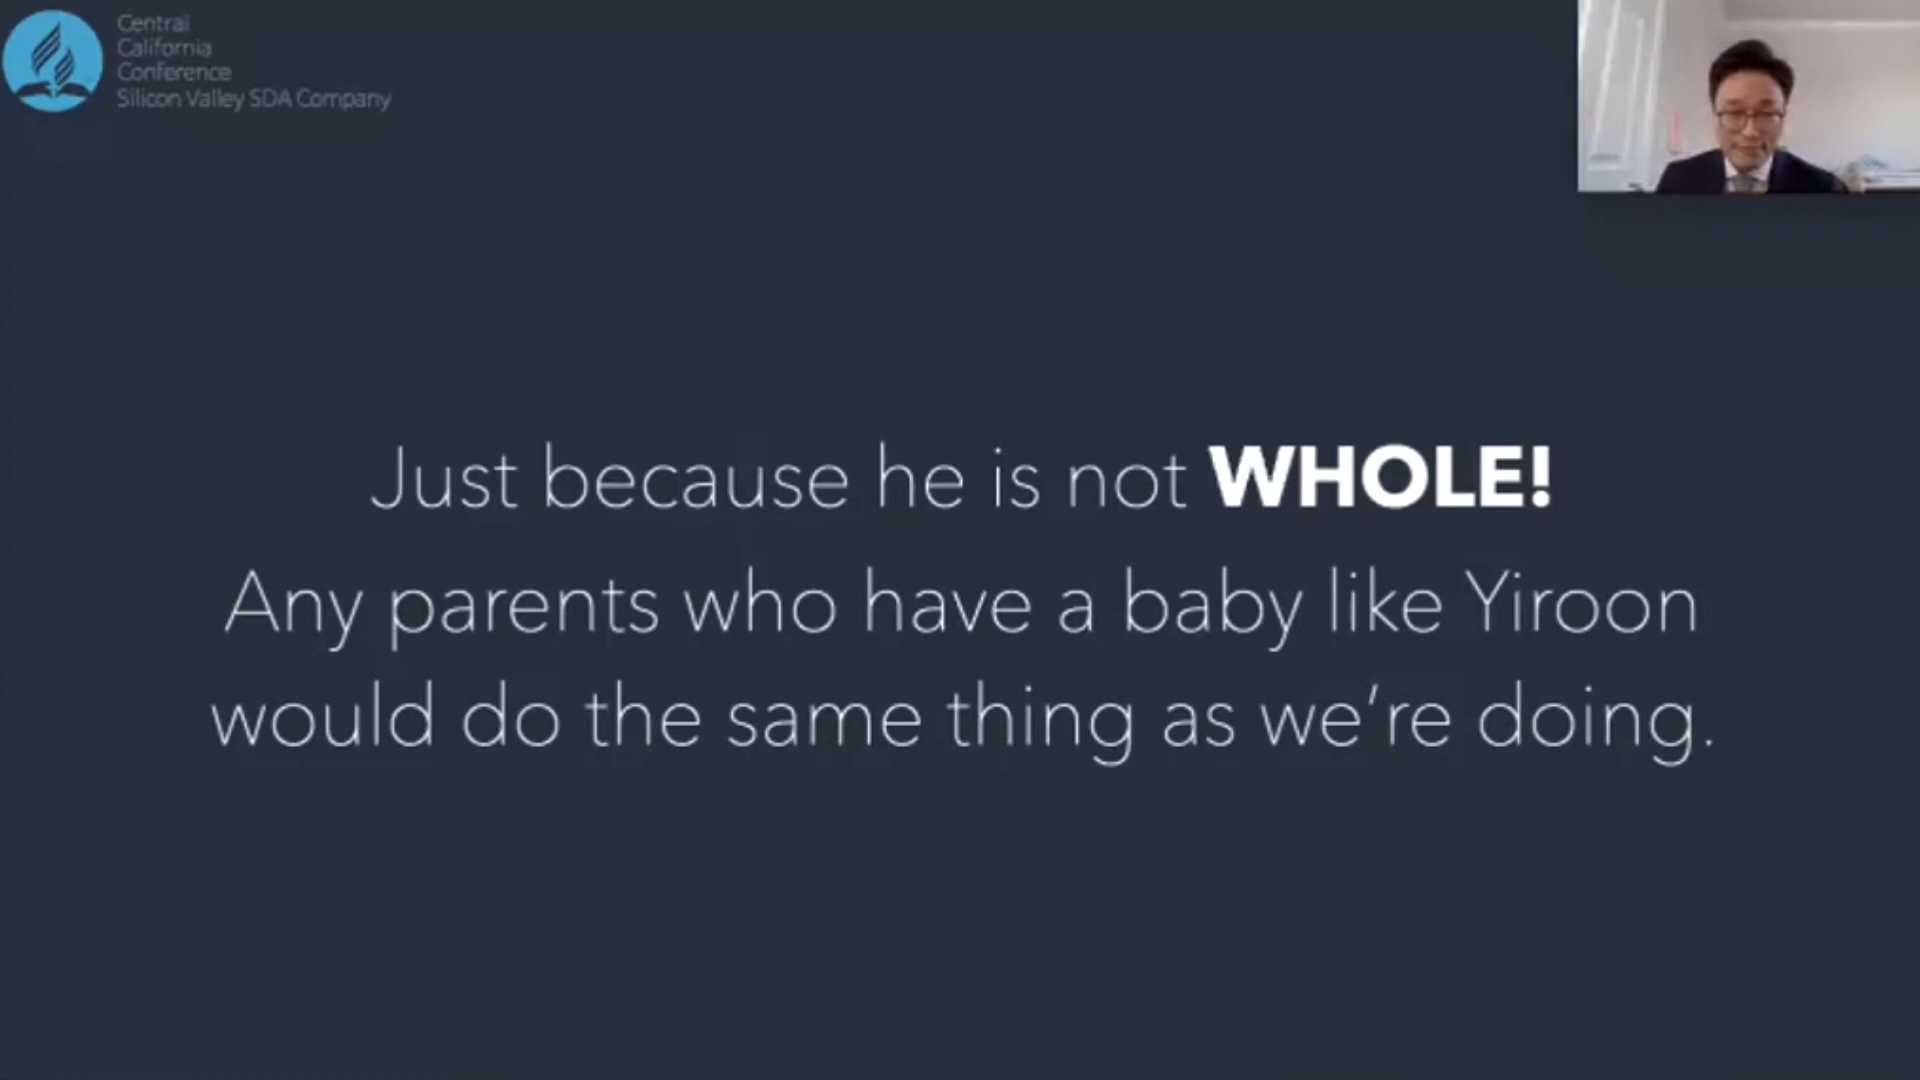 Central
California
Conference
Silicon Valley SDA Company
Just because he is not WHOLE!
Any parents who have a baby like Yiroon
would do the same thing as we're doing.